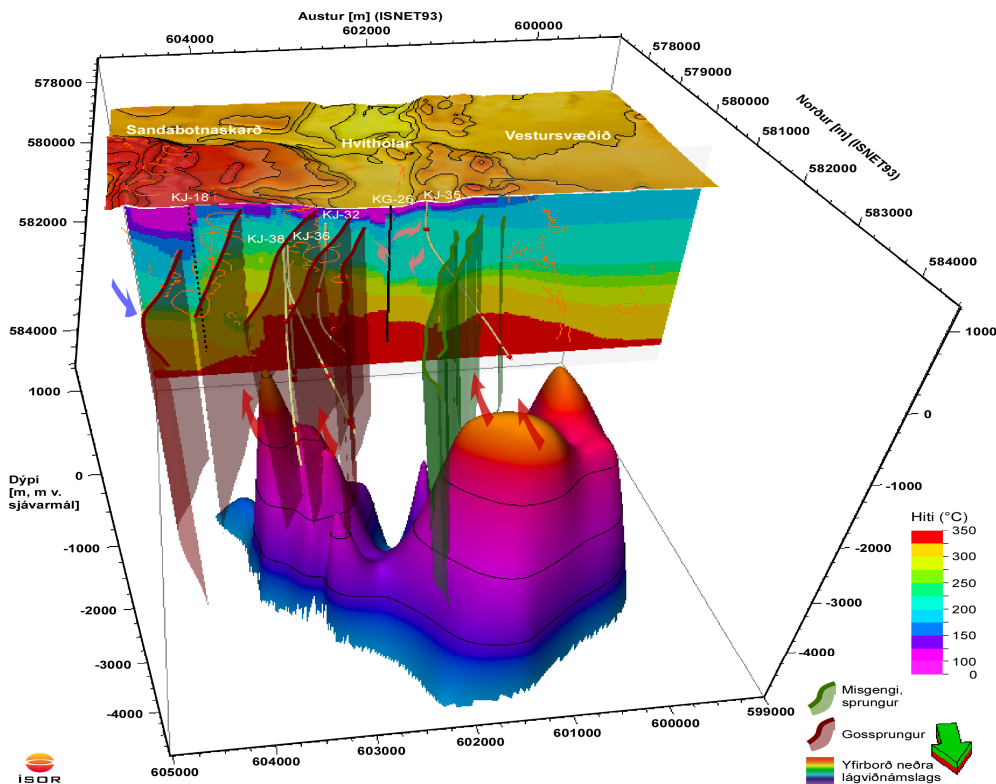 Austur [m] (ISNET93)
604000
602000
600000
578000
579000
580000
581000
582000
583000
584000
Norður [m] (ISNET93)
578000
580000
582000
584000
Sandabotnaskarð
Hvíthólar
Vestursvæðið
KJ-18
KG-26
KJ-35
KJ-32
KJ-38
KJ-36
1000
0
-1000
-2000
-3000
-4000
Dýpi
[m, m v.
sjávarmál]
1000
0
-1000
-2000
-3000
-4000
605000
604000
603000
602000
601000
600000
599000
Hiti (°C)
350
300
250
200
150
100
0
Misgengi,
sprungur
Gossprungur
Yfirborð neðra
lágviðnámslags
ÍSOR